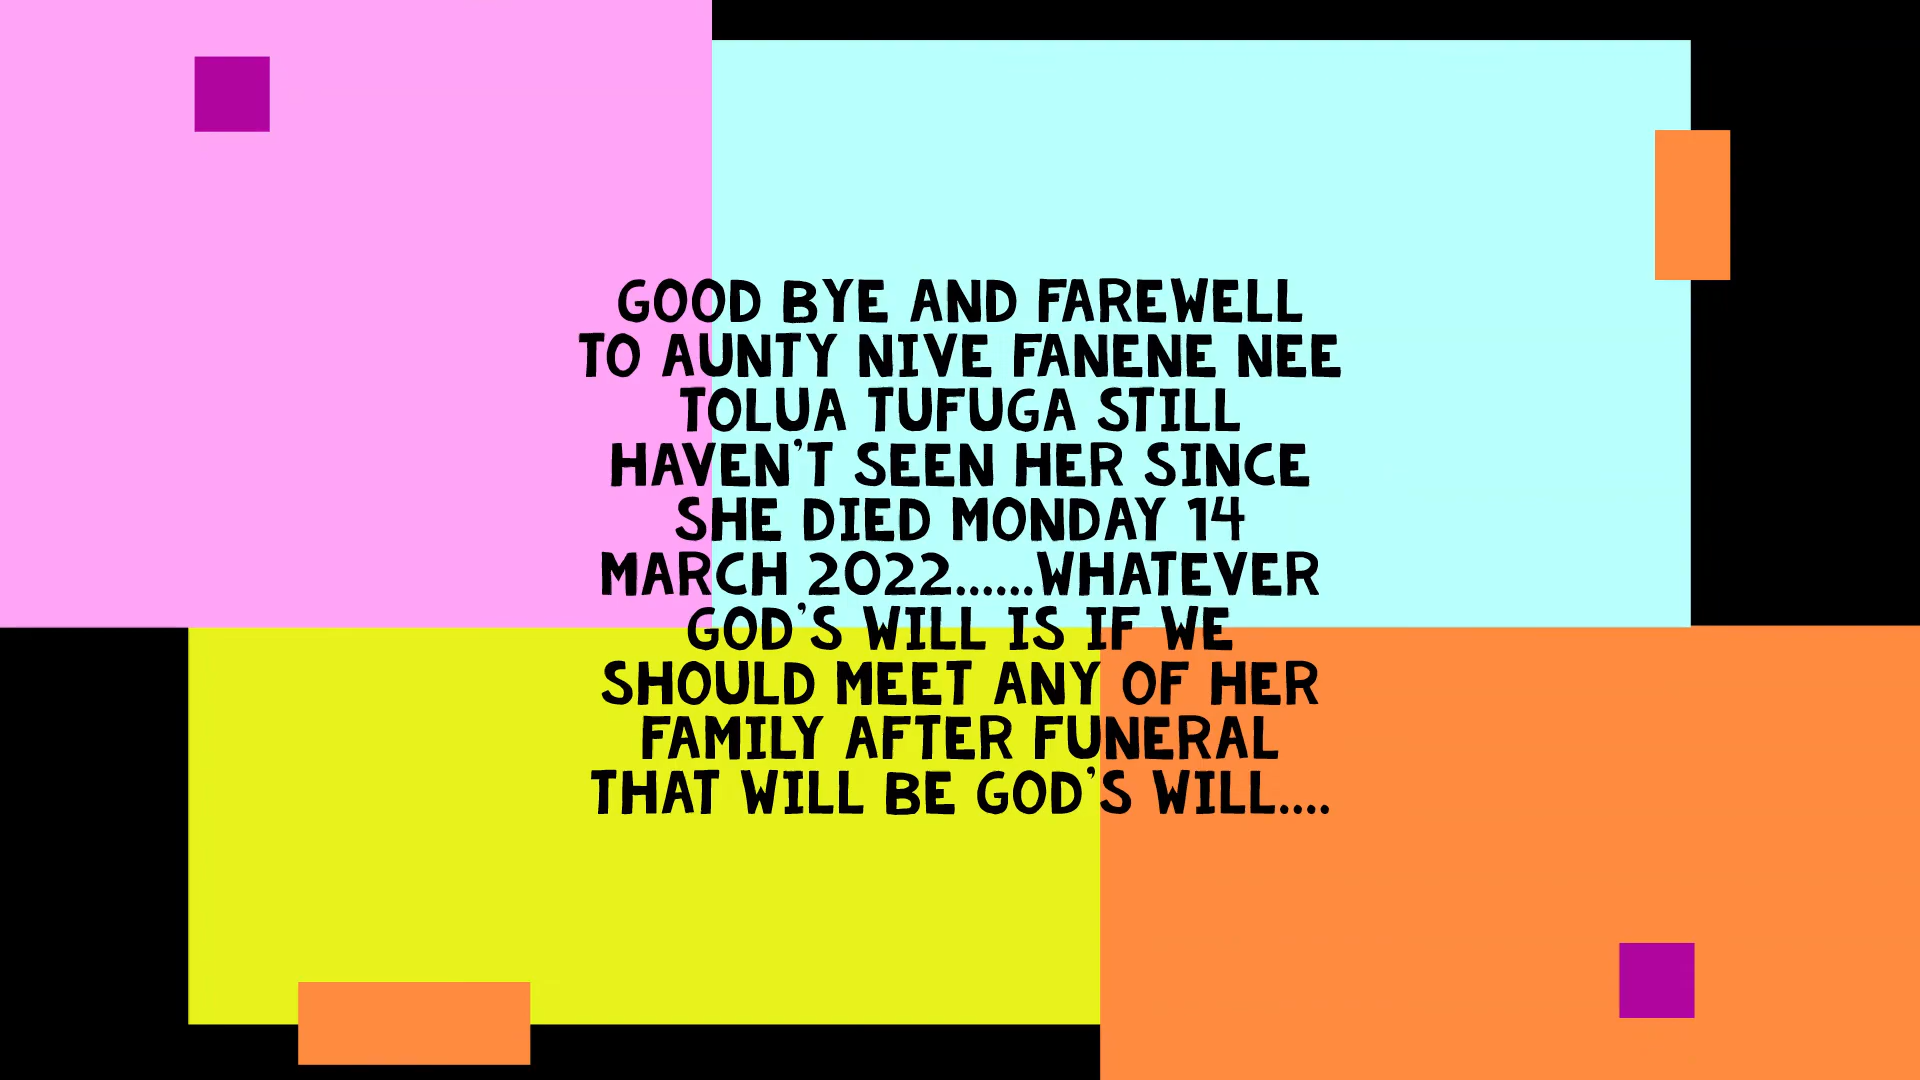 GOOD BYE AND FAREWELL
TO AUNTY NIVE FANENE NEE
TOLUA TUFUGA STILL
HAVEN'T SEEN HER SINCE
SHE DIED MONDAY 14
MARCH 2022......WHATEVER
GOD'S WILL IS IF WE
SHOULD MEET ANY OF HER
FAMILY AFTER FUNERAL
THAT WILL BE GOD'S WILL....